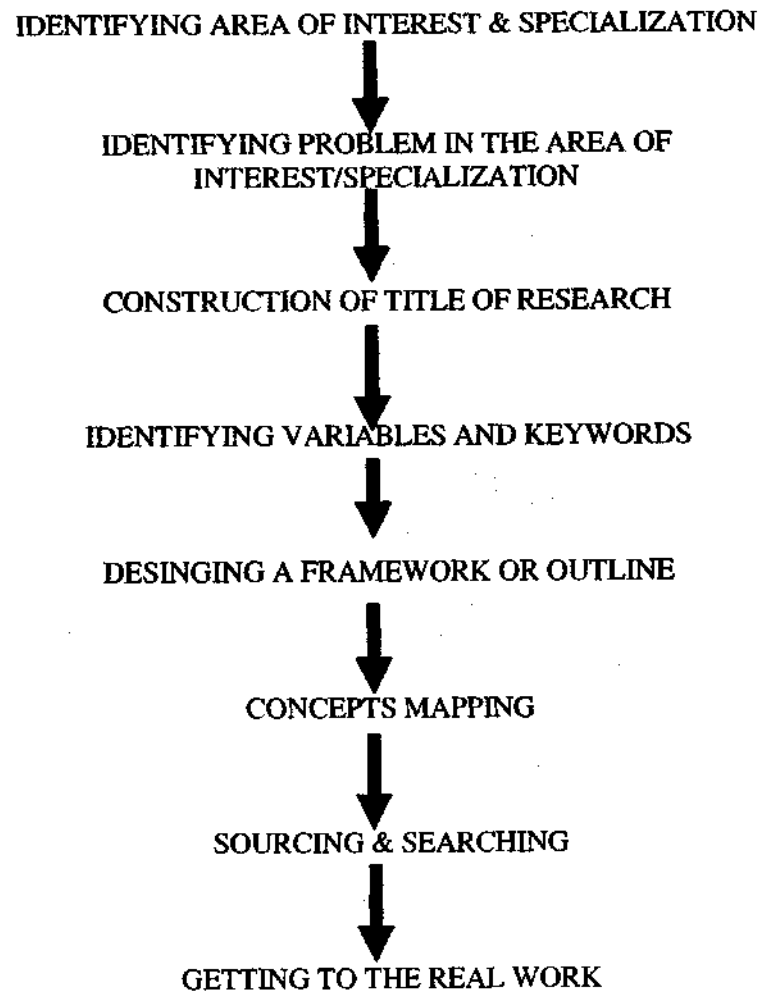 IDENTIFYING AREA OF INTEREST & SPECIALIZATION
IDENTIFYING PROBLEM IN THE AREA OF
INTEREST/SPECIALIZATION
CONSTRUCTION OF TITLE OF RESEARCH
IDENTIFYING VARIABLES AND KEYWORDS
DESINGING A FRAMEWORK OR OUTLINE
CONCEPTS MAPPING
SOURCING & SEARCHING
GETTING TO THE REAL WORK